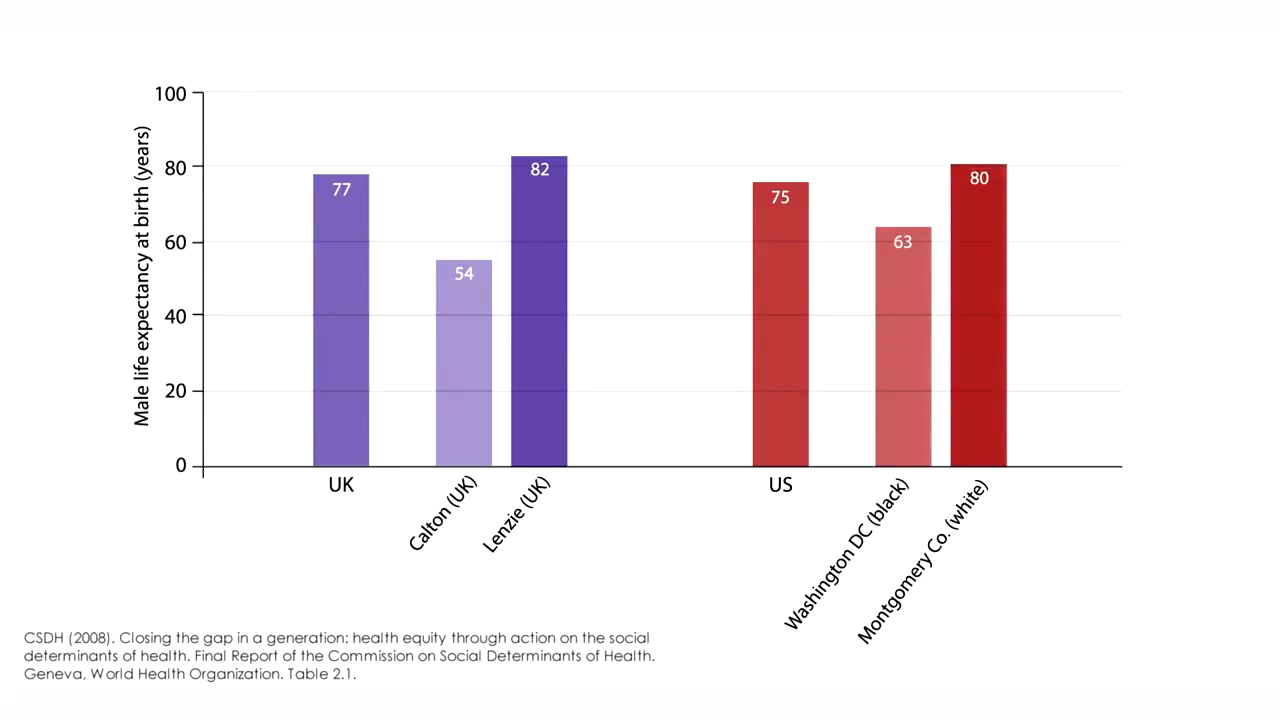 Male life expectancy at birth (years)
100
80
60
40
20
0
77
54
82
75
63
80
UK
Calton (UK)
Lenzie (UK)
US
Washington DC (black)
Montgomery Co. (white)
CSDH (2008). Closing the gap in a generation: health equity through action on the social
determinants of health. Final Report of the Commission on Social Determinants of Health.
Geneva, World Health Organization. Table 2.1.